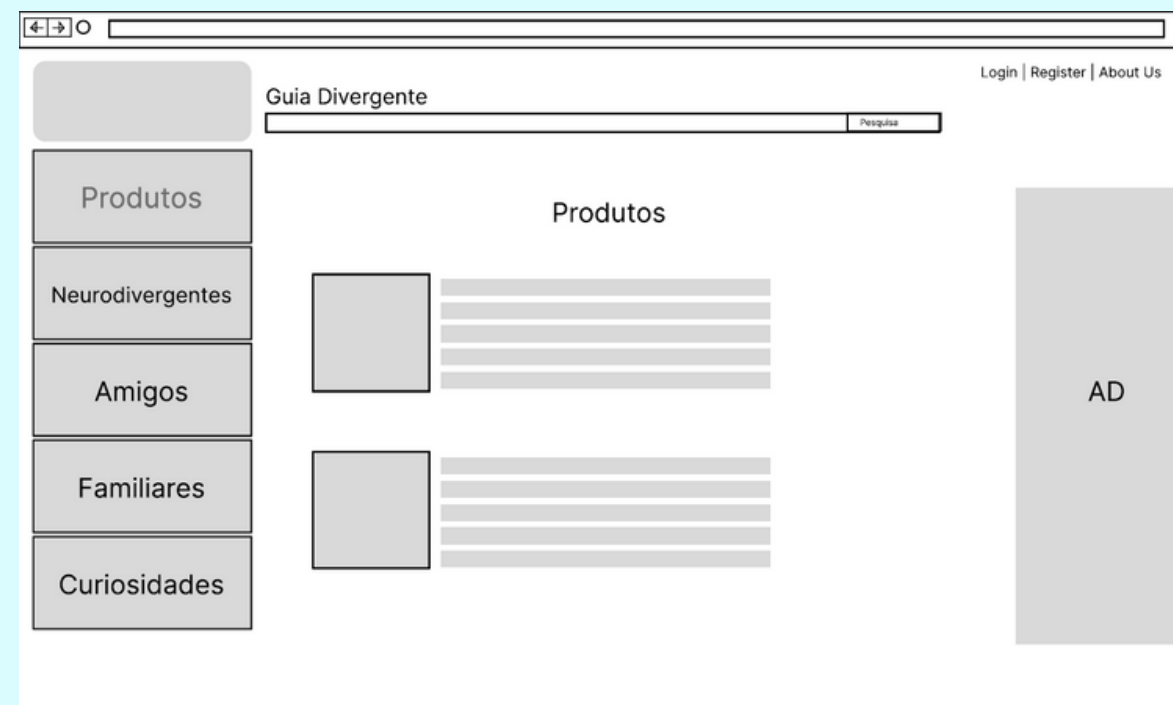 Login | Register | About Us
Guia Divergente
Pesquisa
Produtos
Neurodivergentes
Amigos
Familiares
Curiosidades
Produtos
AD